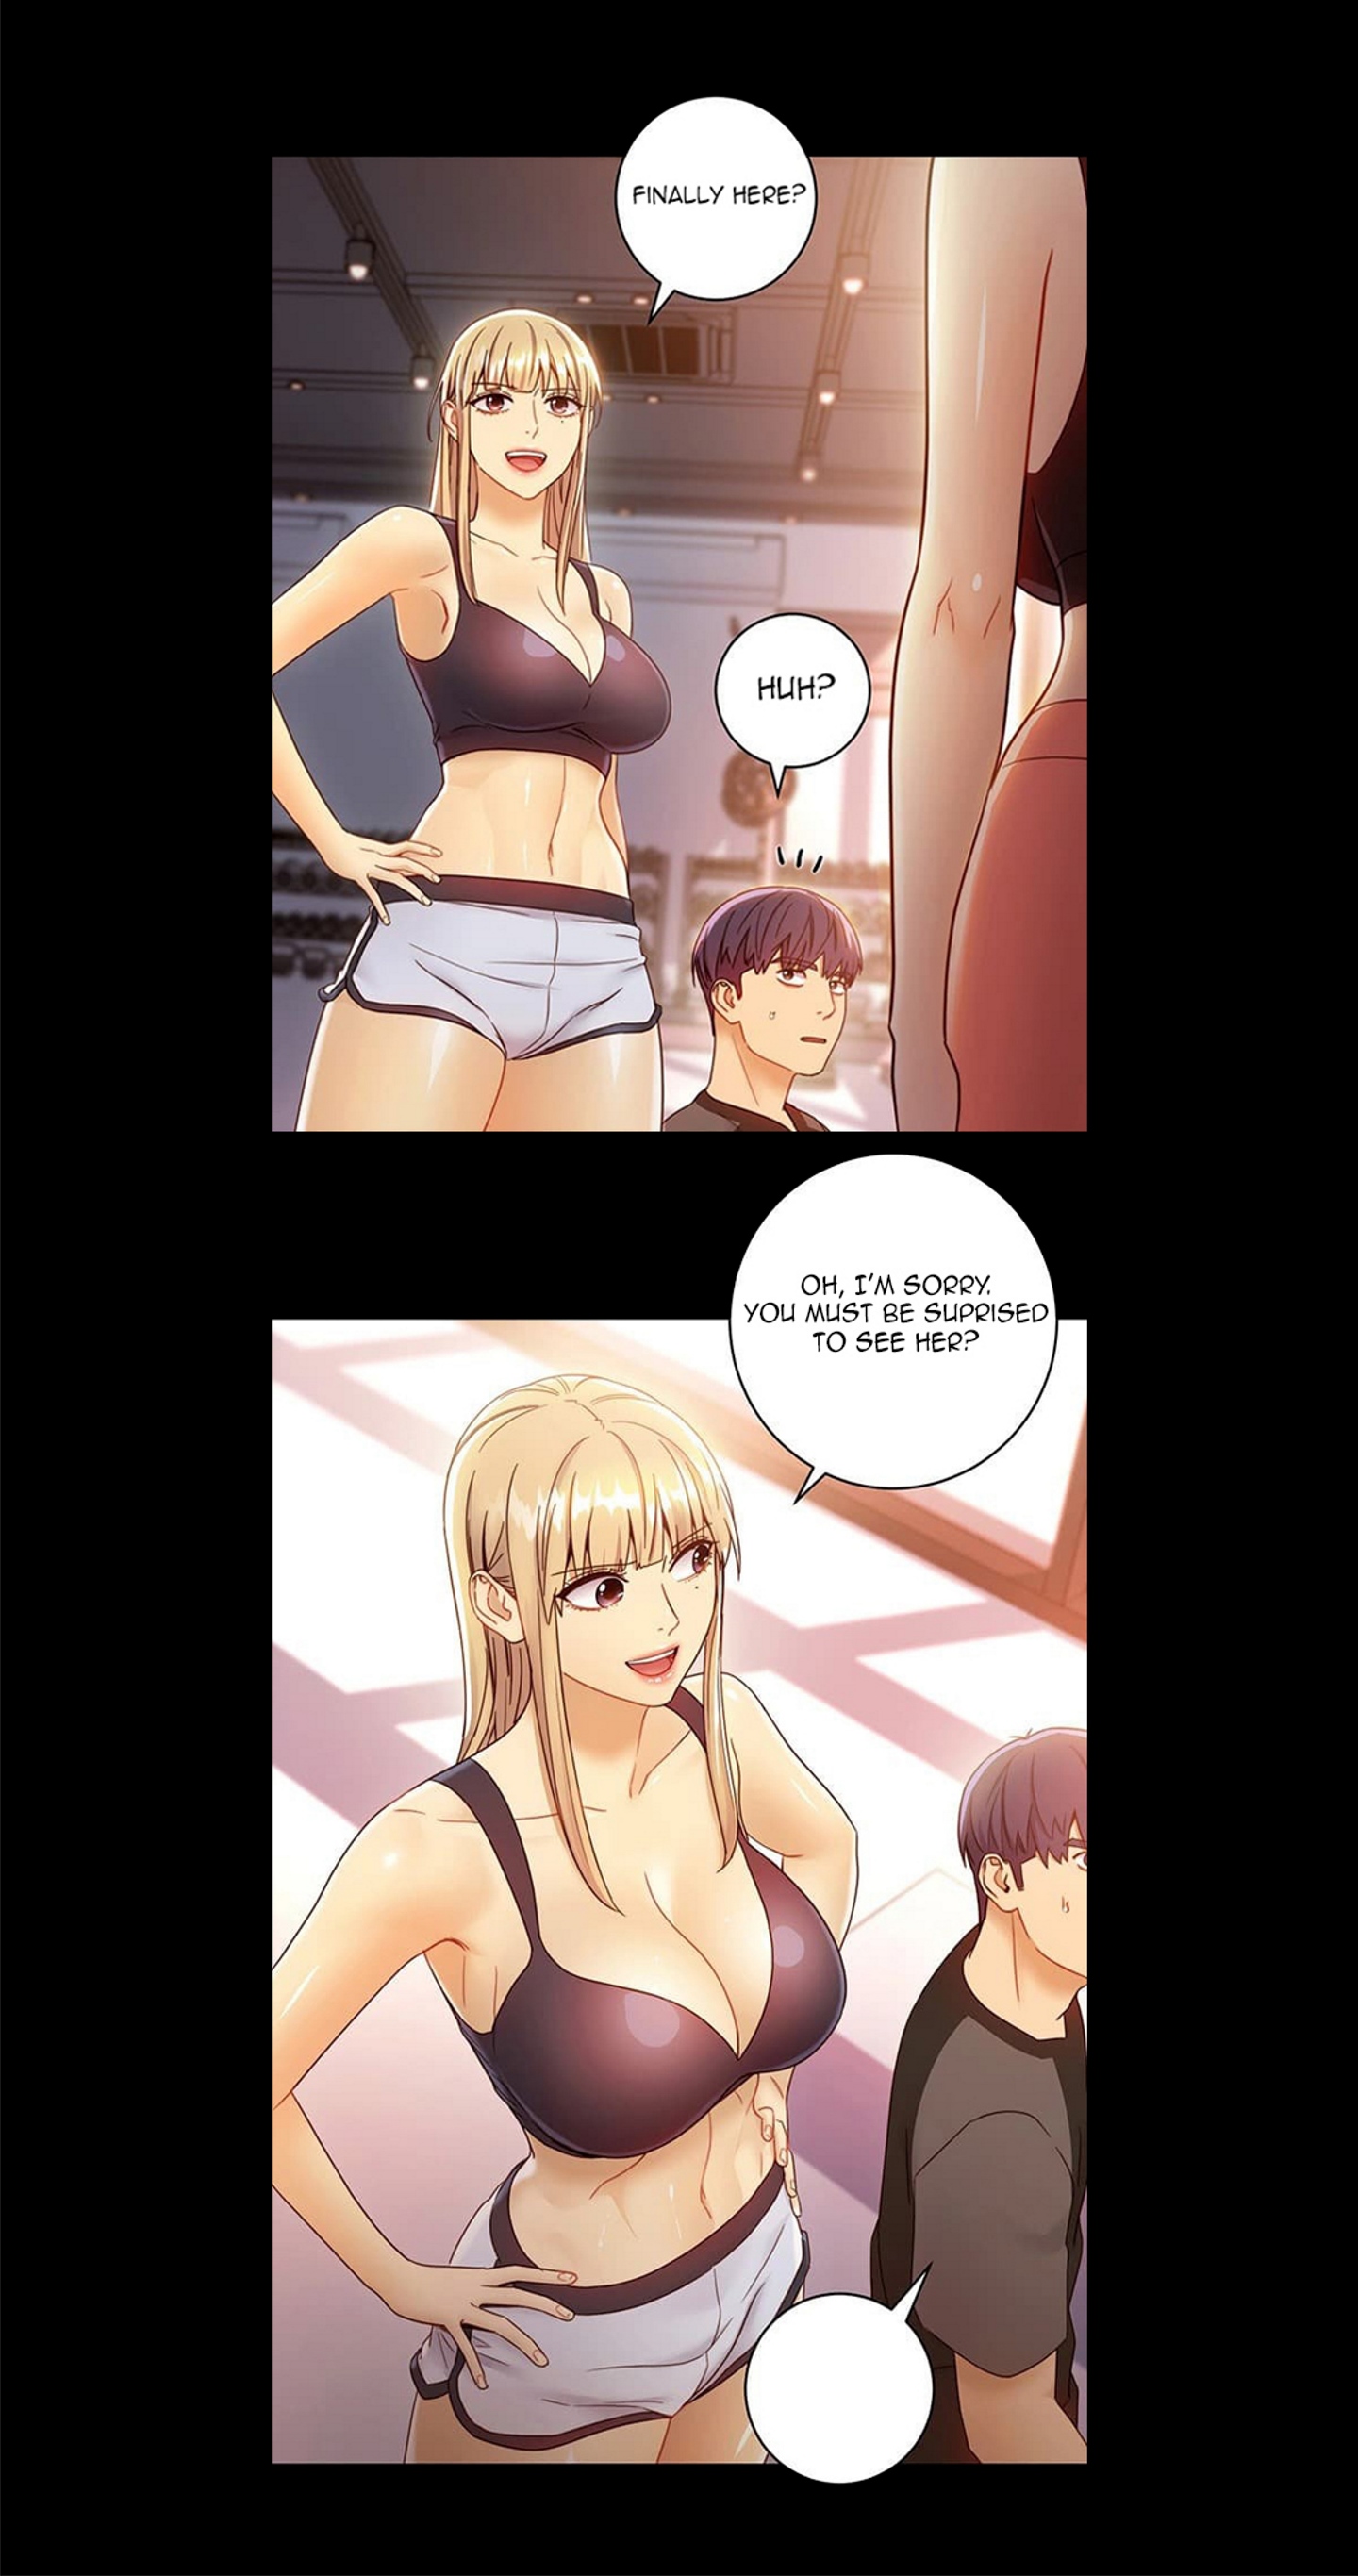 FINALLY HERE?
HUH?
OH, I'M SORRY.
YOU MUST BE SUPRISED
TO SEE HER?